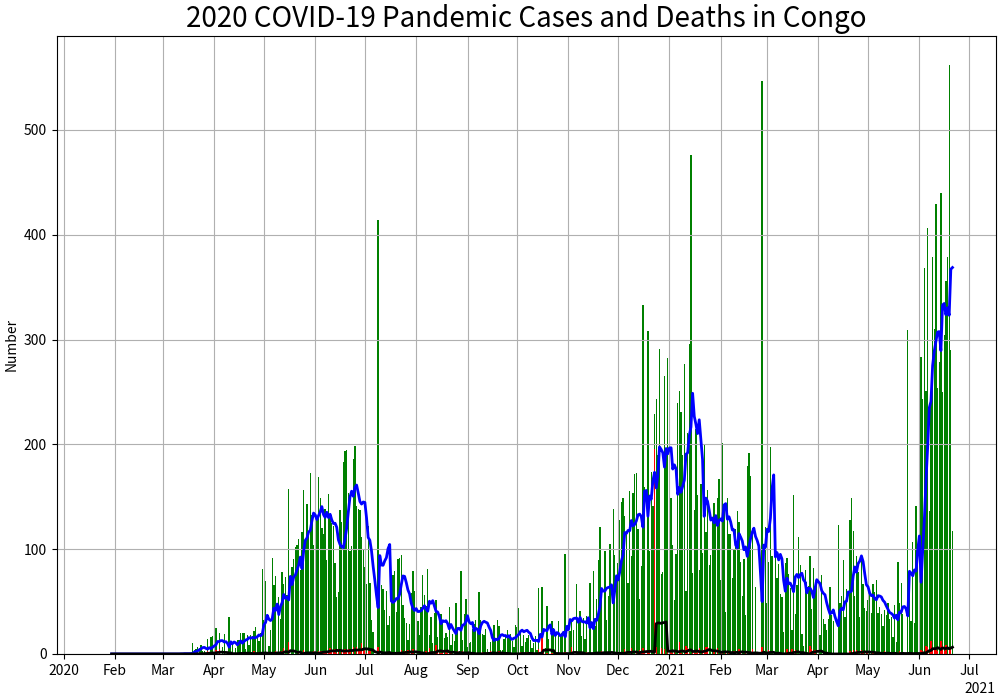 2020 COVID-19 Pandemic Cases and Deaths in Congo
Number
500
400
300
200
100
0
2020 Feb Mar Apr May Jun Jul Aug Sep Oct Nov Dec 2021 Feb Mar Apr May Jun Jul
2021